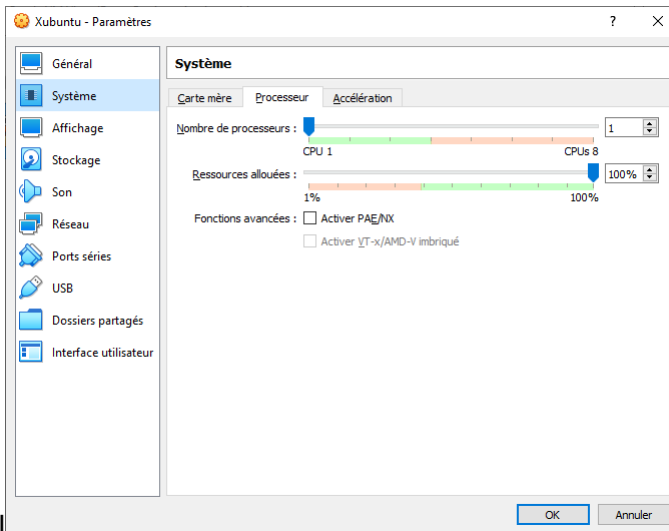 Xubuntu - Paramètres
?
Général
Système
Affichage
Stockage
Son
Réseau
Ports séries
USB
Dossiers partagés
Interface utilisateur
Système
Carte mère Processeur Accélération
Nombre de processeurs : 1
CPU 1 CPUs 8
Ressources allouées : 100%
1% 100%
Fonctions avancées : Activer PAE/NX
Activer VT-x/AMD-V imbriqué
OK Annuler